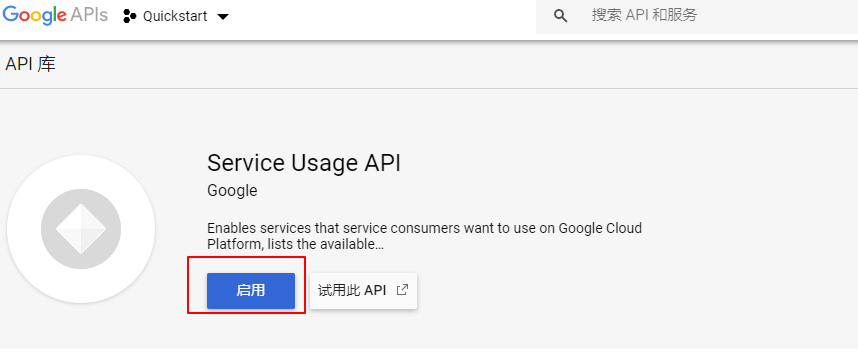 Google APIs Quickstart 搜索 API 和服务
API 库
Service Usage API
Google
Enables services that service consumers want to use on Google Cloud
Platform, lists the available...
启用 试用此 API